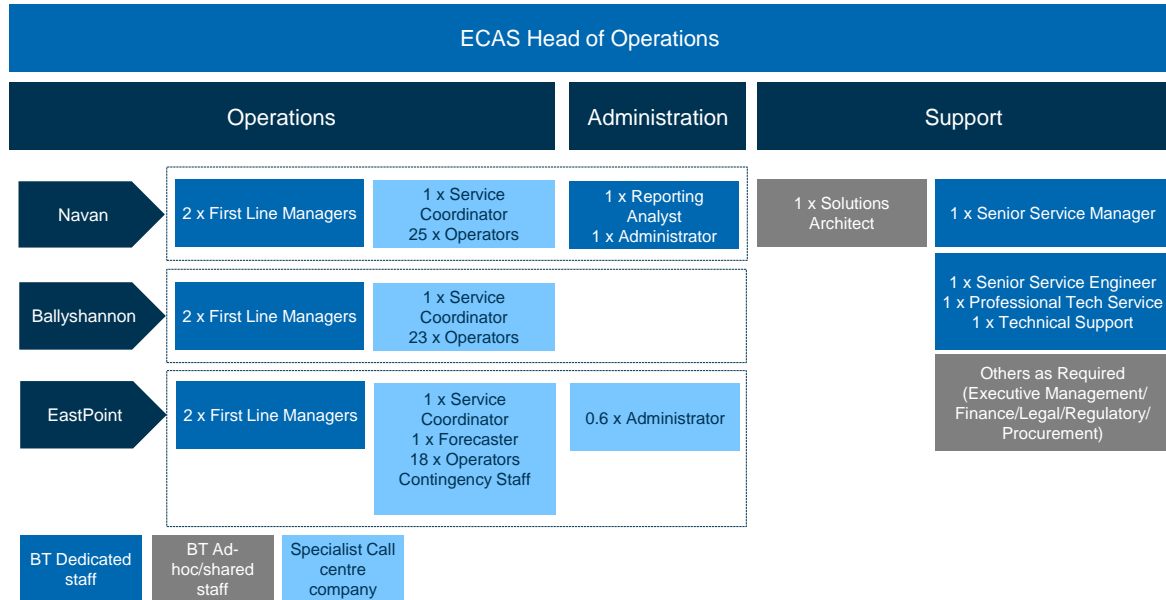 ECAS Head of Operations
Operations
Administration
Support
Navan
2 x First Line Managers
1 x Service
Coordinator
25 x Operators
1 x Reporting
Analyst
1 x Administrator
1 x Solutions
Architect
1 x Senior Service Manager
Ballyshannon
2 x First Line Managers
1 x Service
Coordinator
23 x Operators
1 x Senior Service Engineer
1 x Professional Tech Service
1 x Technical Support
EastPoint
2 x First Line Managers
1 x Service
Coordinator
1 x Forecaster
18 x Operators
Contingency Staff
0.6 x Administrator
Others as Required
(Executive Management/
Finance/Legal/Regulatory/
Procurement)
BT Dedicated
staff
BT Ad-
hoc/shared
staff
Specialist Call
centre
company